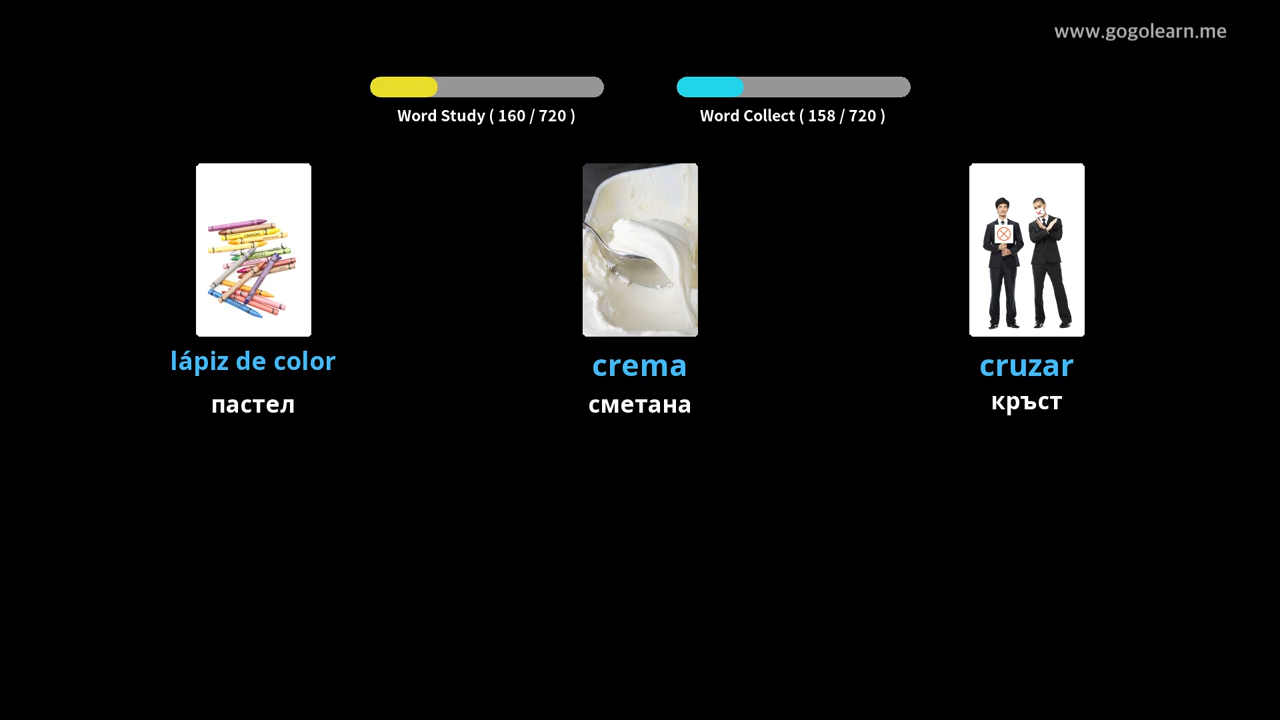 www.gogolearn.me
Word Study ( 160 / 720 )
Word Collect ( 158 / 720 )
lápiz de color
crema
cruzar
пастел
сметана
кръст